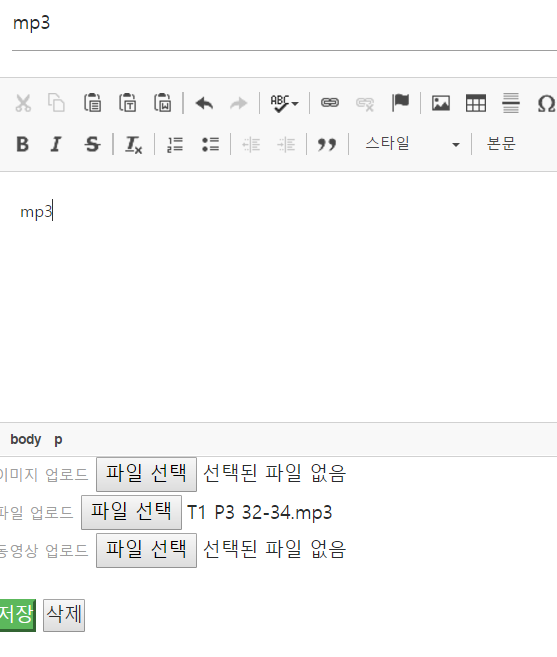 mp3
ABC
Ω
B I S Tx 스타일 본문
mp3
body p
이미지 업로드 파일 선택 선택된 파일 없음
파일 업로드 파일 선택 T1 P3 32-34.mp3
동영상 업로드 파일 선택 선택된 파일 없음
저장 삭제